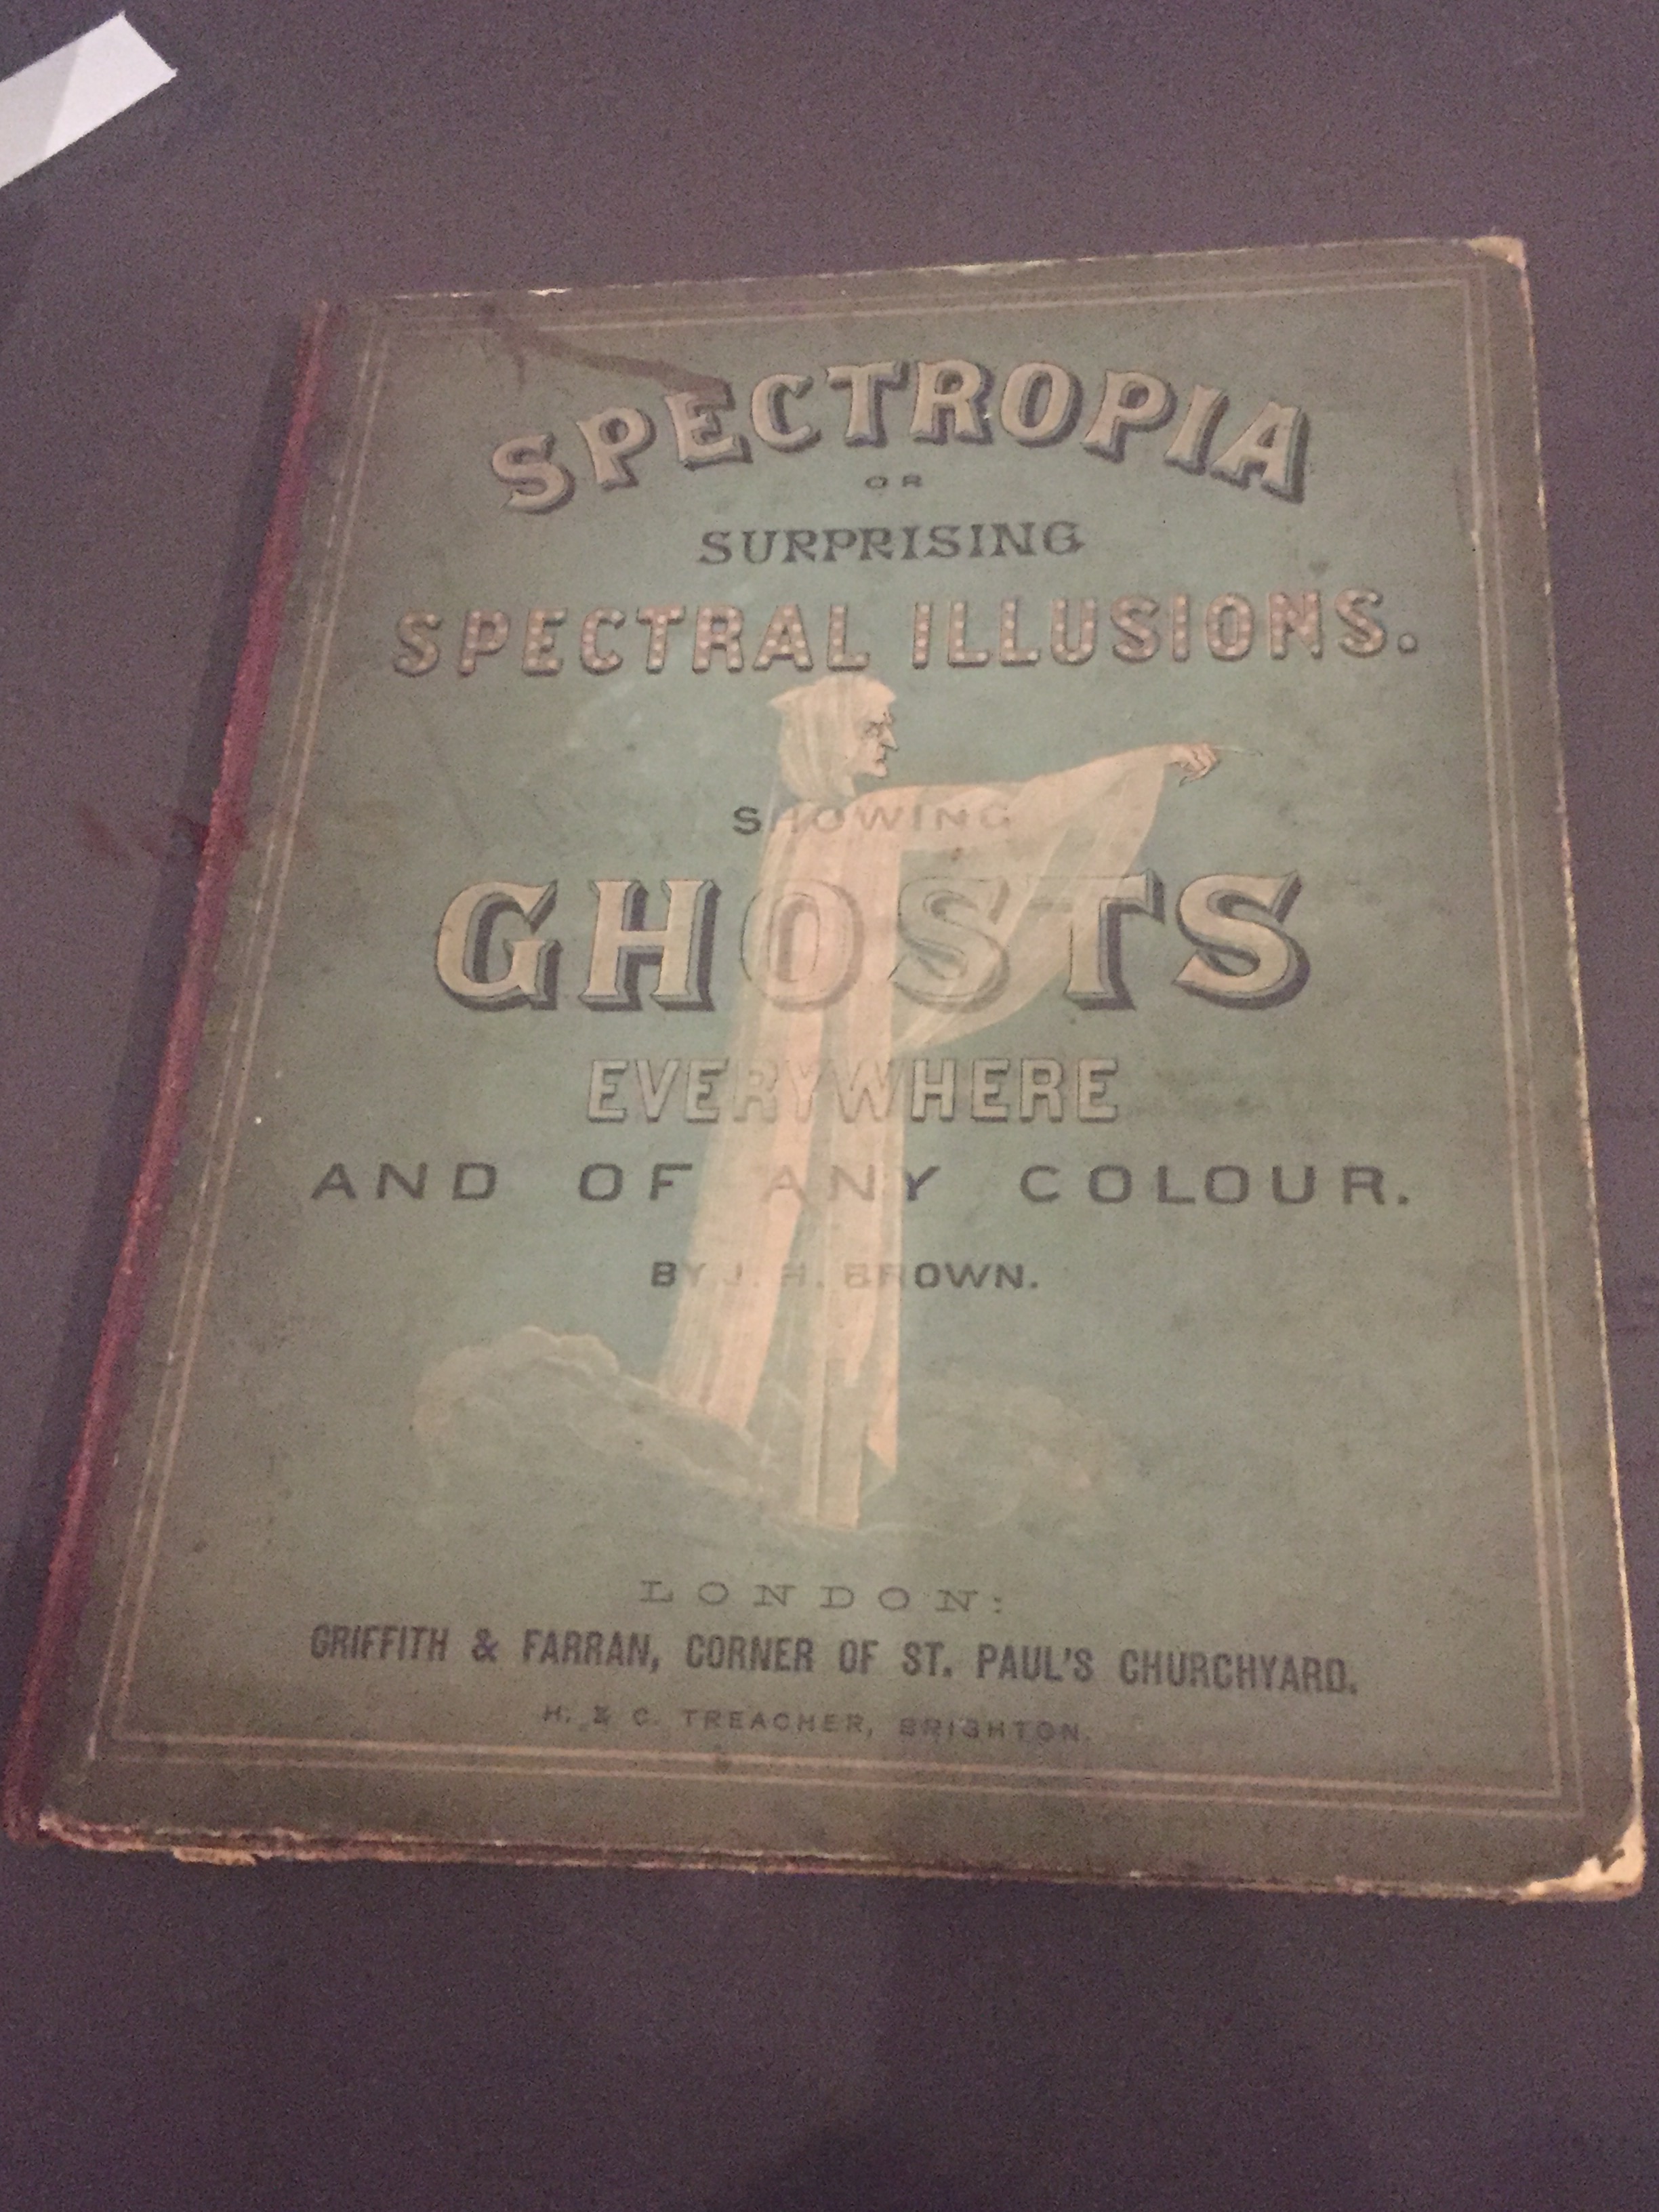 SPECTROPIA
OR
SURPRISING
SPECTRAL ILLUSIONS.
SHOWING
GHOSTS
EVERYWHERE
AND OF ANY COLOUR.
BY J. H. BROWN.
LONDON:
GRIFFITH & FARRAN, CORNER OF ST. PAUL'S CHURCHYARD.
H. & C. TREACHER, BRIGHTON.